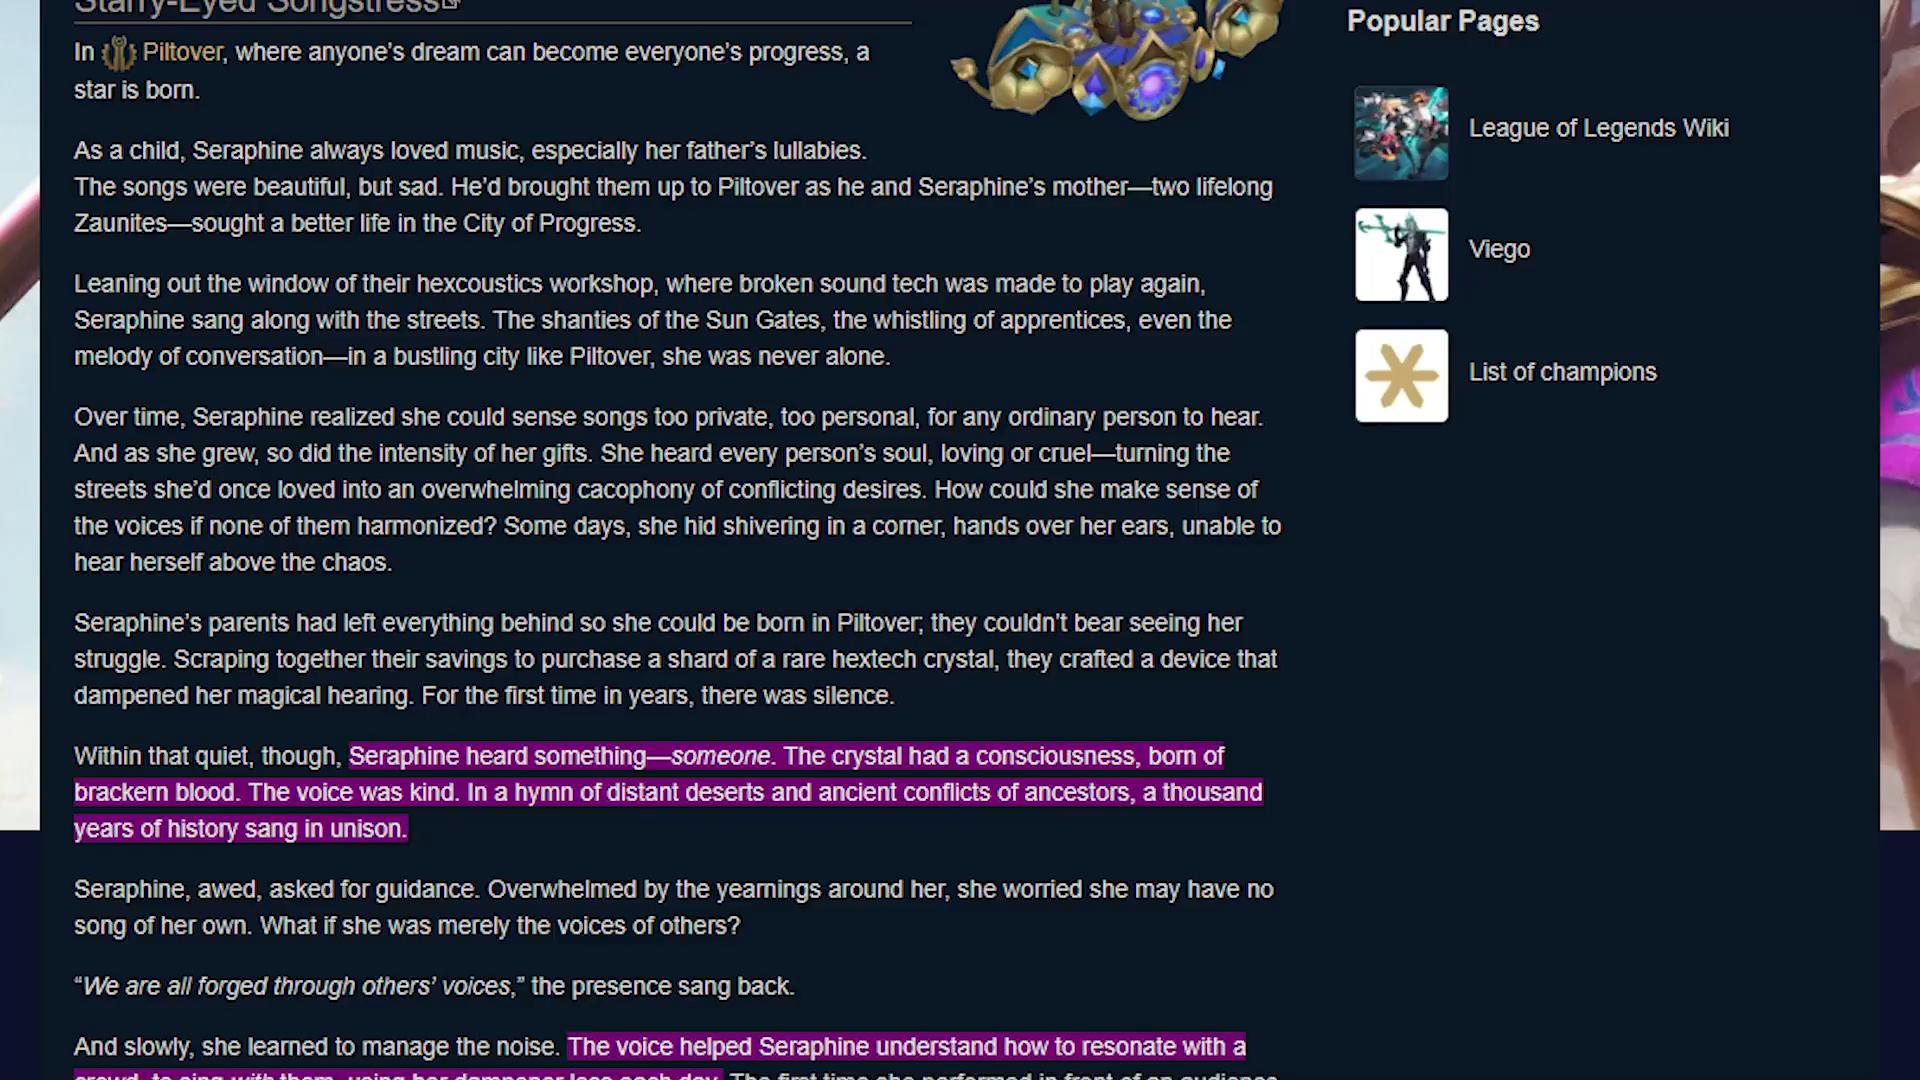 Starry-Eyed Songstress
In Piltover, where anyone's dream can become everyone’s progress, a
star is born.
As a child, Seraphine always loved music, especially her father’s lullabies.
The songs were beautiful, but sad. He’d brought them up to Piltover as he and Seraphine’s mother—two lifelong
Zaunites—sought a better life in the City of Progress.
Leaning out the window of their hexcoustics workshop, where broken sound tech was made to play again,
Seraphine sang along with the streets. The shanties of the Sun Gates, the whistling of apprentices, even the
melody of conversation—in a bustling city like Piltover, she was never alone.
Over time, Seraphine realized she could sense songs too private, too personal, for any ordinary person to hear.
And as she grew, so did the intensity of her gifts. She heard every person’s soul, loving or cruel—turning the
streets she’d once loved into an overwhelming cacophony of conflicting desires. How could she make sense of
the voices if none of them harmonized? Some days, she hid shivering in a corner, hands over her ears, unable to
hear herself above the chaos.
Seraphine’s parents had left everything behind so she could be born in Piltover; they couldn’t bear seeing her
struggle. Scraping together their savings to purchase a shard of a rare hextech crystal, they crafted a device that
dampened her magical hearing. For the first time in years, there was silence.
Within that quiet, though, Seraphine heard something—someone. The crystal had a consciousness, born of
brackern blood. The voice was kind. In a hymn of distant deserts and ancient conflicts of ancestors, a thousand
years of history sang in unison.
Seraphine, awed, asked for guidance. Overwhelmed by the yearnings around her, she worried she may have no
song of her own. What if she was merely the voices of others?
“We are all forged through others’ voices,” the presence sang back.
And slowly, she learned to manage the noise. The voice helped Seraphine understand how to resonate with a
crowd, to sing with them, using her dampener less each day. The first time she performed in front of an audience
Popular Pages
League of Legends Wiki
Viego
List of champions